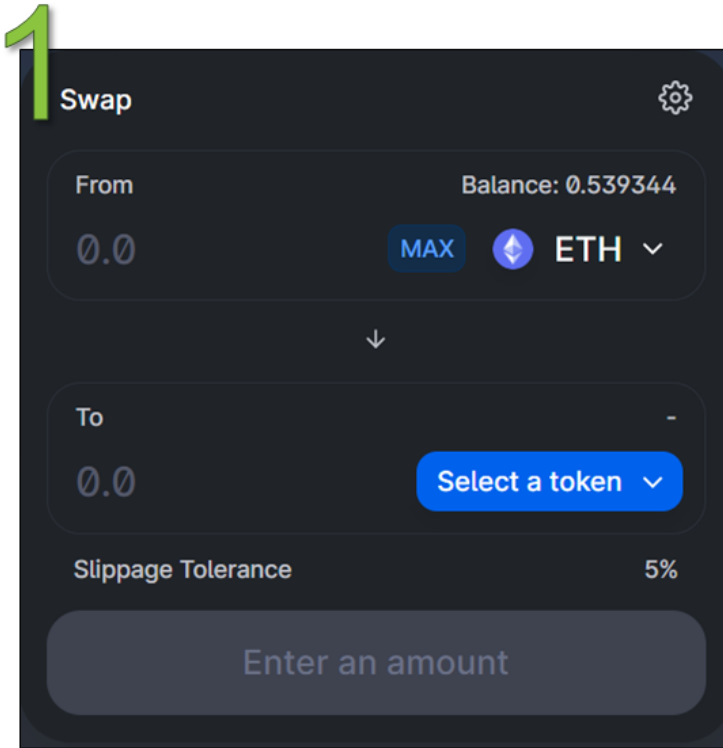 1
Swap
From
Balance: 0.539344
0.0
MAX
ETH
To
-
0.0
Select a token
Slippage Tolerance
5%
Enter an amount